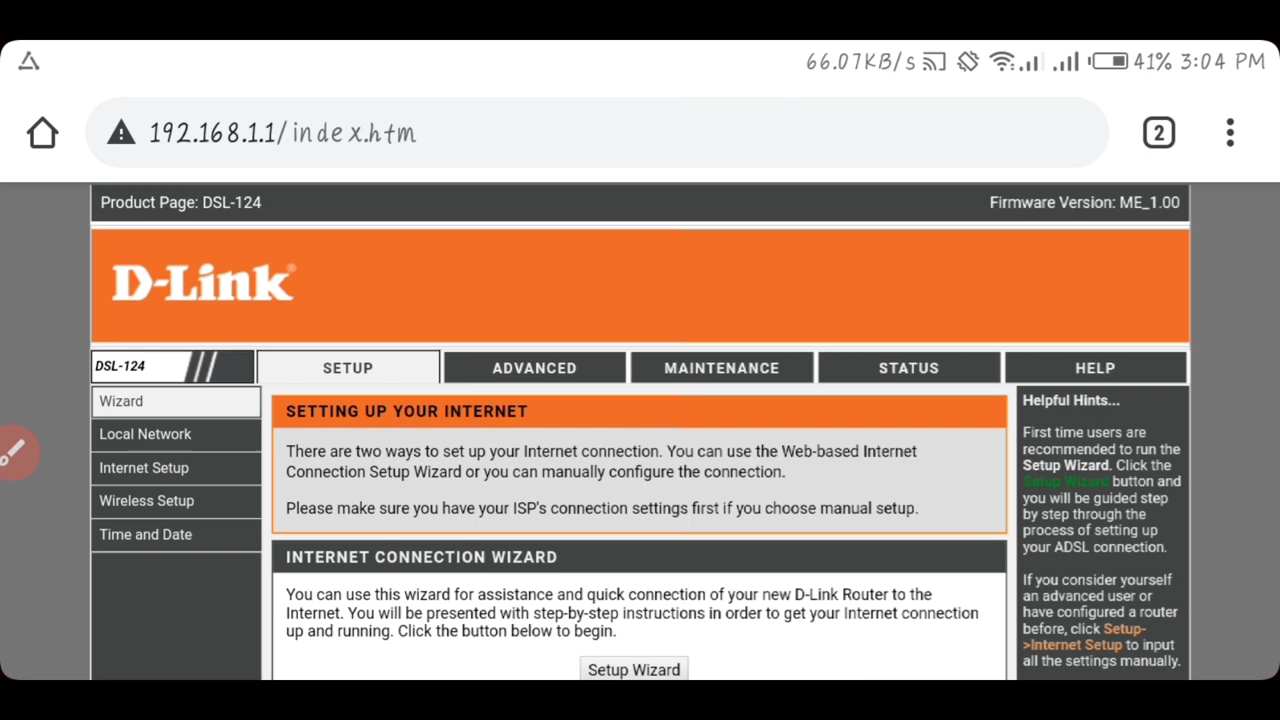 66.07KB/s 41% 3:04 PM
192.168.1.1/index.htm
2
Product Page: DSL-124
Firmware Version: ME_1.00
D-Link®
DSL-124
SETUP
ADVANCED
MAINTENANCE
STATUS
HELP
Wizard
Local Network
Internet Setup
Wireless Setup
Time and Date
SETTING UP YOUR INTERNET
There are two ways to set up your Internet connection. You can use the Web-based Internet
Connection Setup Wizard or you can manually configure the connection.
Please make sure you have your ISP's connection settings first if you choose manual setup.
INTERNET CONNECTION WIZARD
You can use this wizard for assistance and quick connection of your new D-Link Router to the
Internet. You will be presented with step-by-step instructions in order to get your Internet connection
up and running. Click the button below to begin.
Setup Wizard
Helpful Hints...
First time users are
recommended to run the
Setup Wizard. Click the
Setup Wizard button and
you will be guided step
by step through the
process of setting up
your ADSL connection.
If you consider yourself
an advanced user or
have configured a router
before, click Setup-
>Internet Setup to input
all the settings manually.